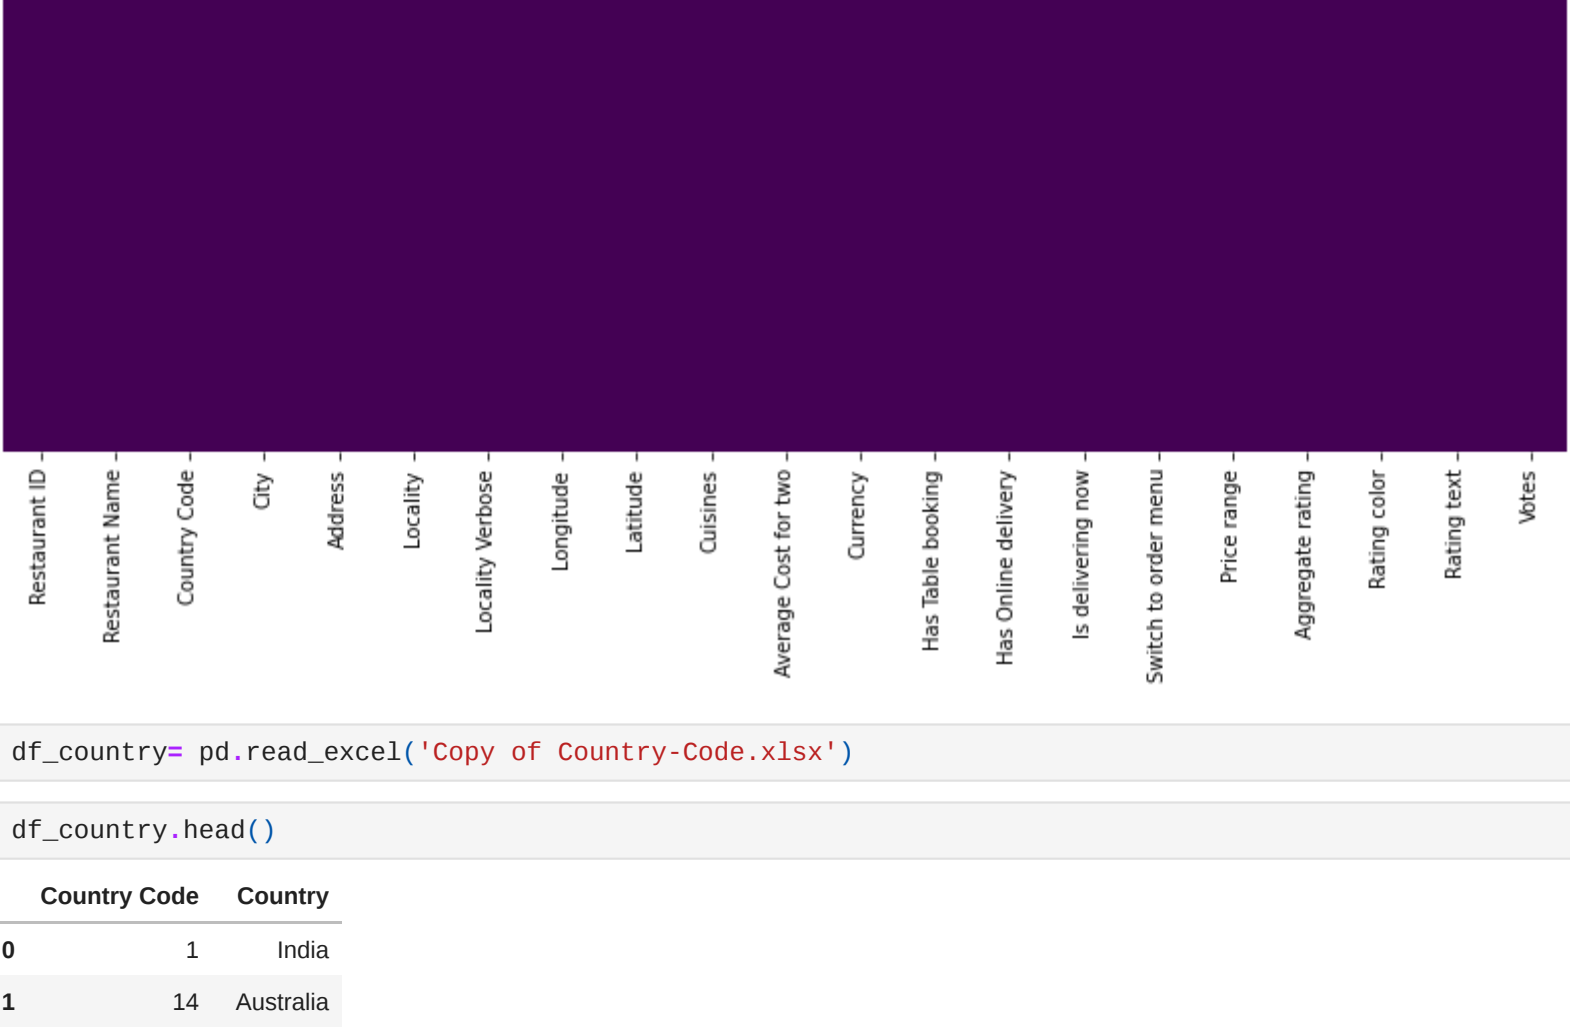 Restaurant ID
Restaurant Name
Country Code
City
Address
Locality
Locality Verbose
Longitude
Latitude
Cuisines
Average Cost for two
Currency
Has Table booking
Has Online delivery
Is delivering now
Switch to order menu
Price range
Aggregate rating
Rating color
Rating text
Votes
df_country= pd.read_excel('Copy of Country-Code.xlsx')
df_country.head()
Country Code Country
0 1 India
1 14 Australia